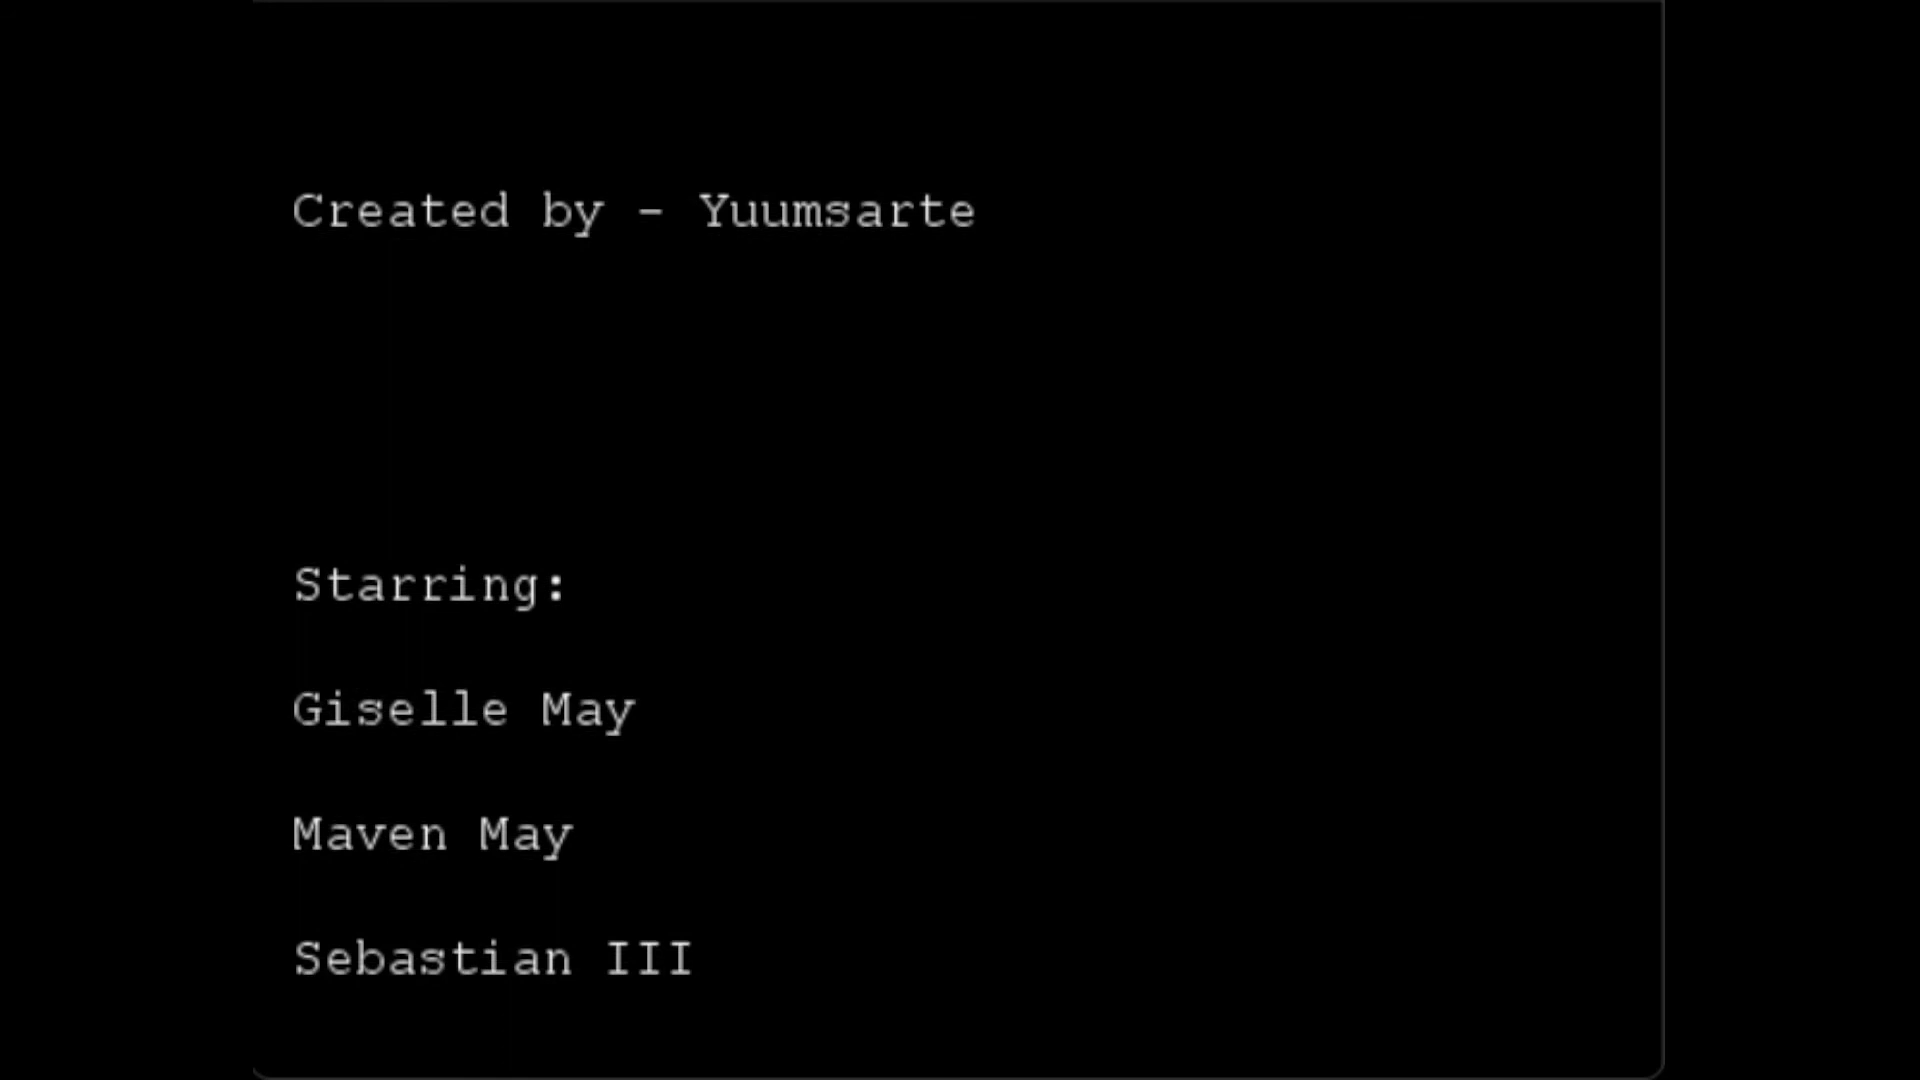 Created by - Yuumsarte
Starring:
Giselle May
Maven May
Sebastian III